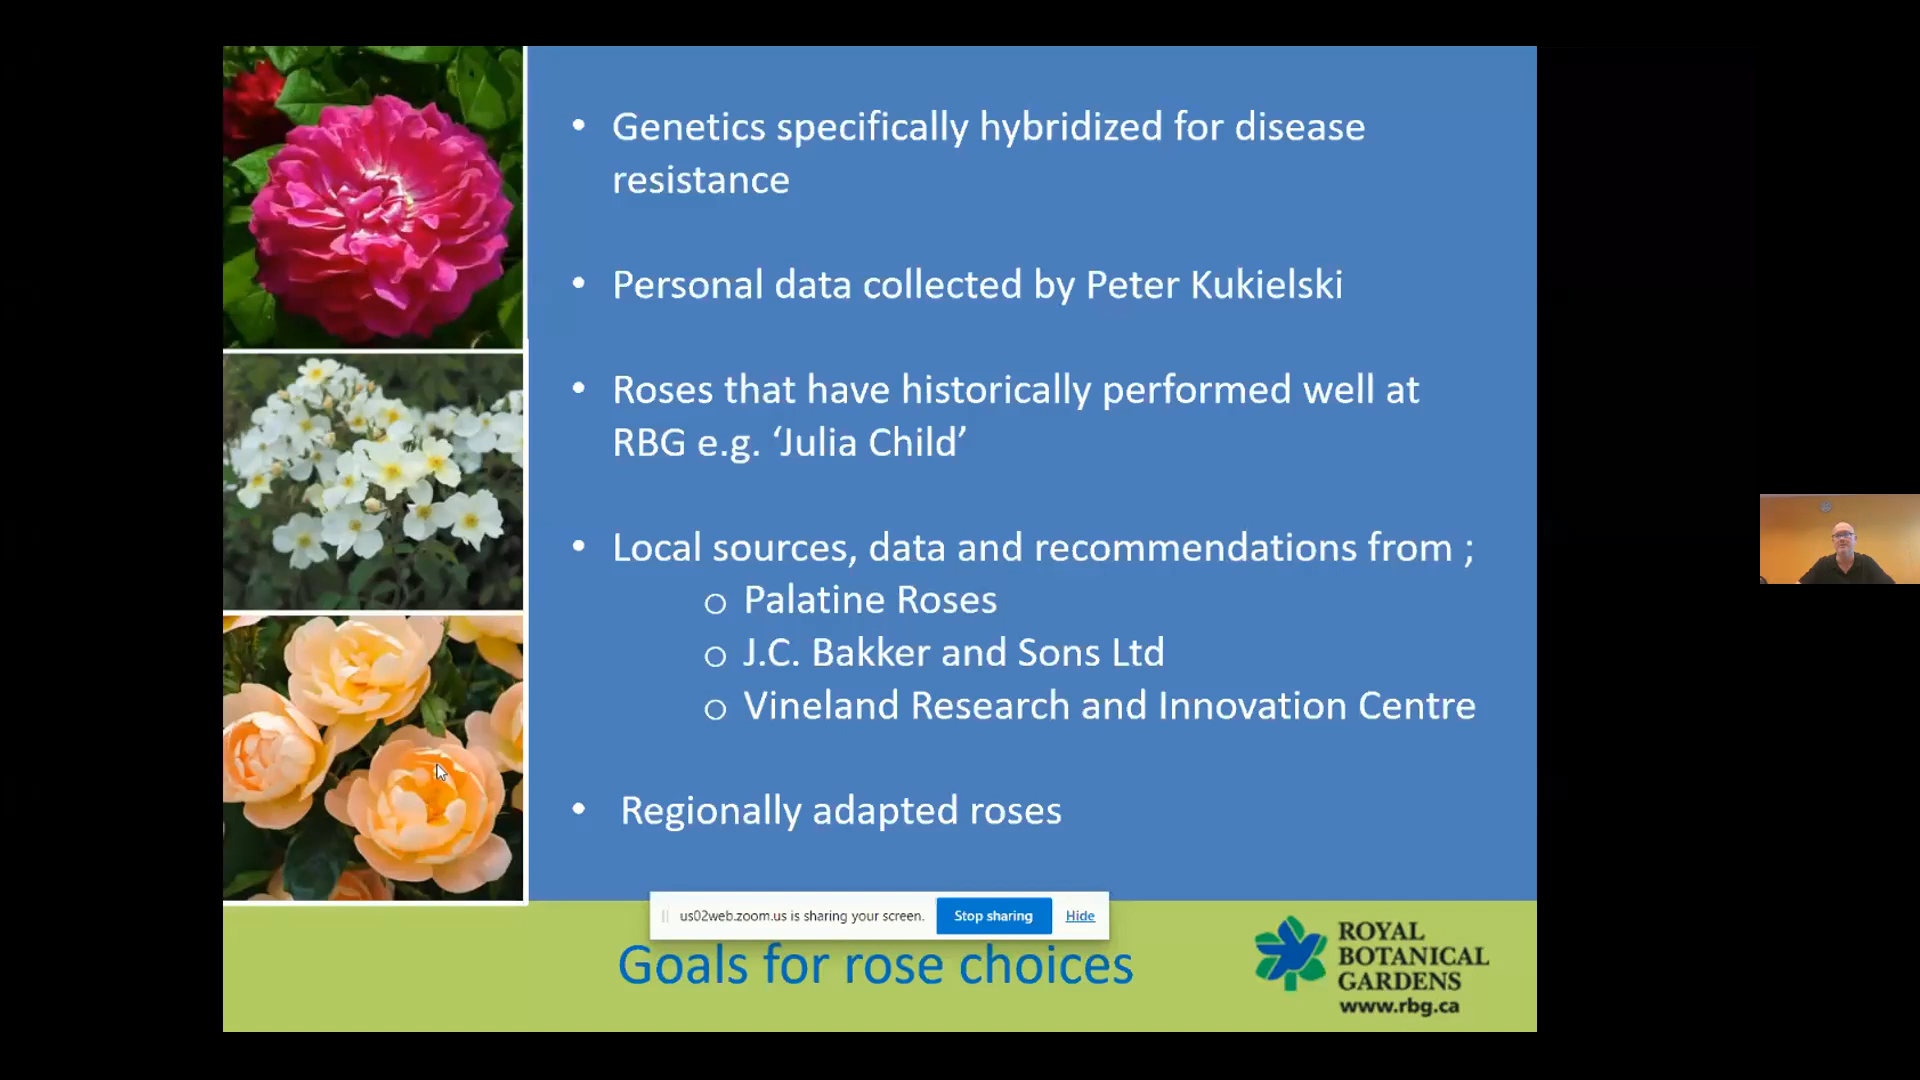 • Genetics specifically hybridized for disease
resistance
• Personal data collected by Peter Kukielski
• Roses that have historically performed well at
RBG e.g. ‘Julia Child’
• Local sources, data and recommendations from ;
o Palatine Roses
o J.C. Bakker and Sons Ltd
o Vineland Research and Innovation Centre
• Regionally adapted roses
us02web.zoom.us is sharing your screen. Stop sharing Hide
Goals for rose choices
ROYAL
BOTANICAL
GARDENS
www.rbg.ca